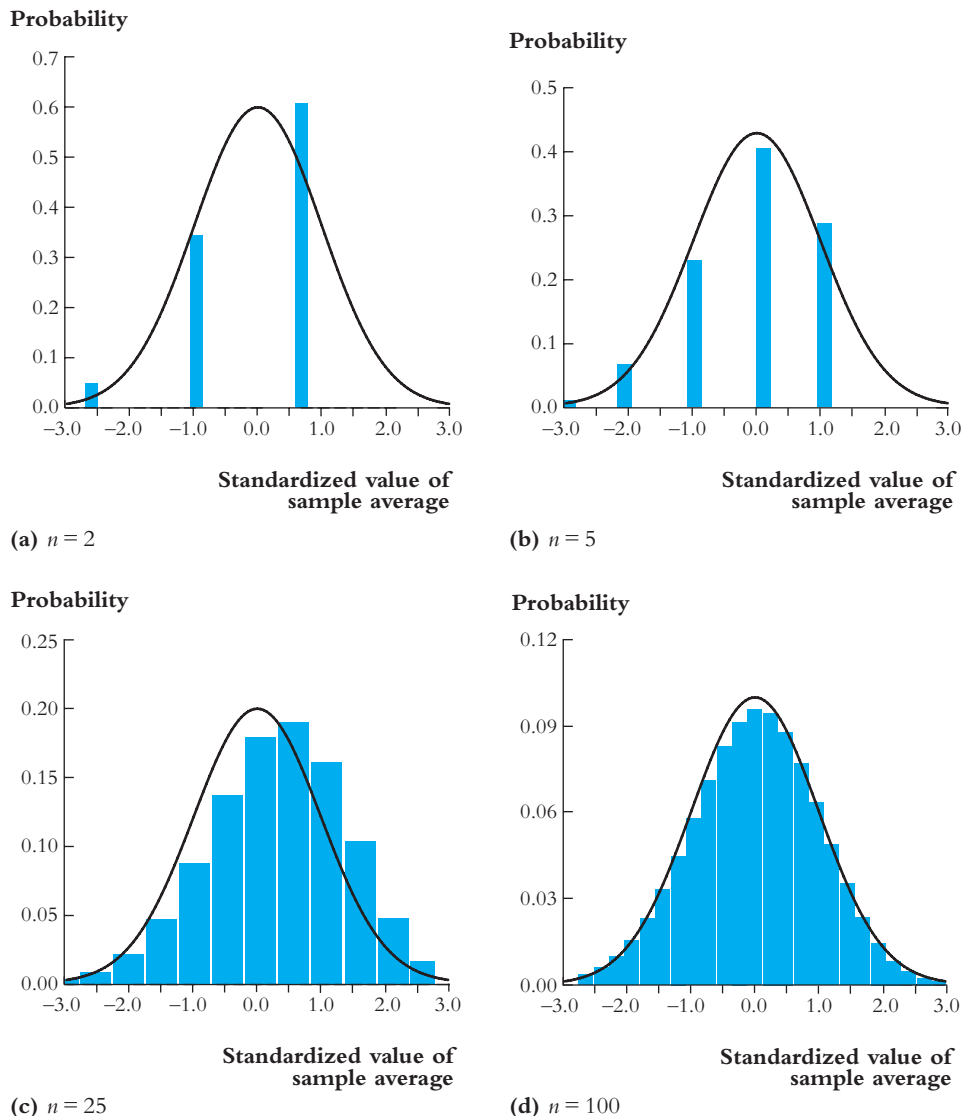 Probability
0.7
0.6
0.5
0.4
0.3
0.2
0.1
0.0
–3.0 –2.0 –1.0 0.0 1.0 2.0 3.0
Standardized value of
sample average
(a) n = 2
Probability
0.5
0.4
0.3
0.2
0.1
0.0
–3.0 –2.0 –1.0 0.0 1.0 2.0 3.0
Standardized value of
sample average
(b) n = 5
Probability
0.25
0.20
0.15
0.10
0.05
0.00
–3.0 –2.0 –1.0 0.0 1.0 2.0 3.0
Standardized value of
sample average
(c) n = 25
Probability
0.12
0.09
0.06
0.03
0.00
–3.0 –2.0 –1.0 0.0 1.0 2.0 3.0
Standardized value of
sample average
(d) n = 100